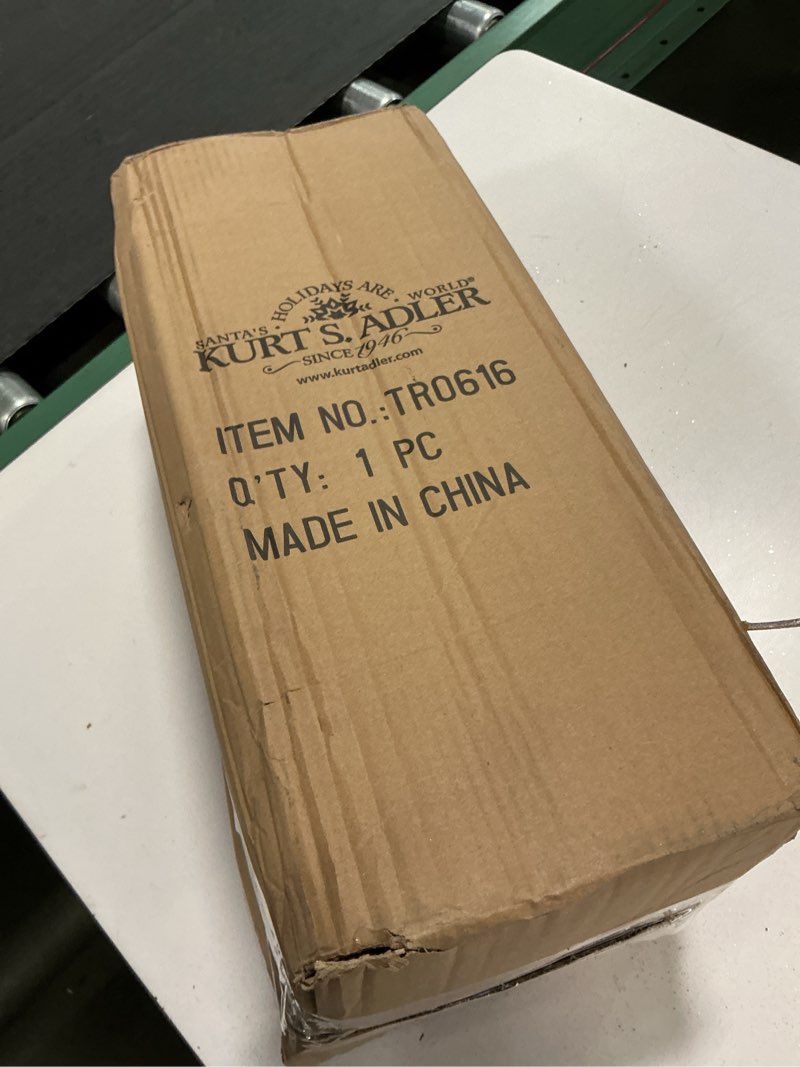 HOLIDAYS ARE
SANTA'S · · WORLD®
KURT S. ADLER
SINCE 1946
www.kurtadler.com
ITEM NO.:TR0616
Q'TY: 1 PC
MADE IN CHINA